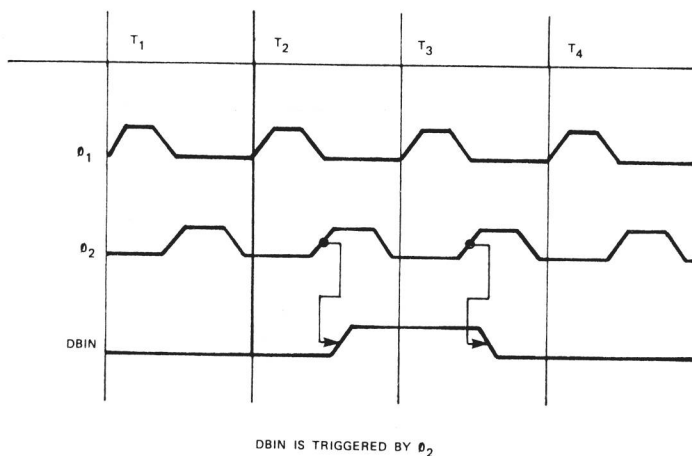 T1 T2 T3 T4
ø1
ø2
DBIN
DBIN IS TRIGGERED BY ø2